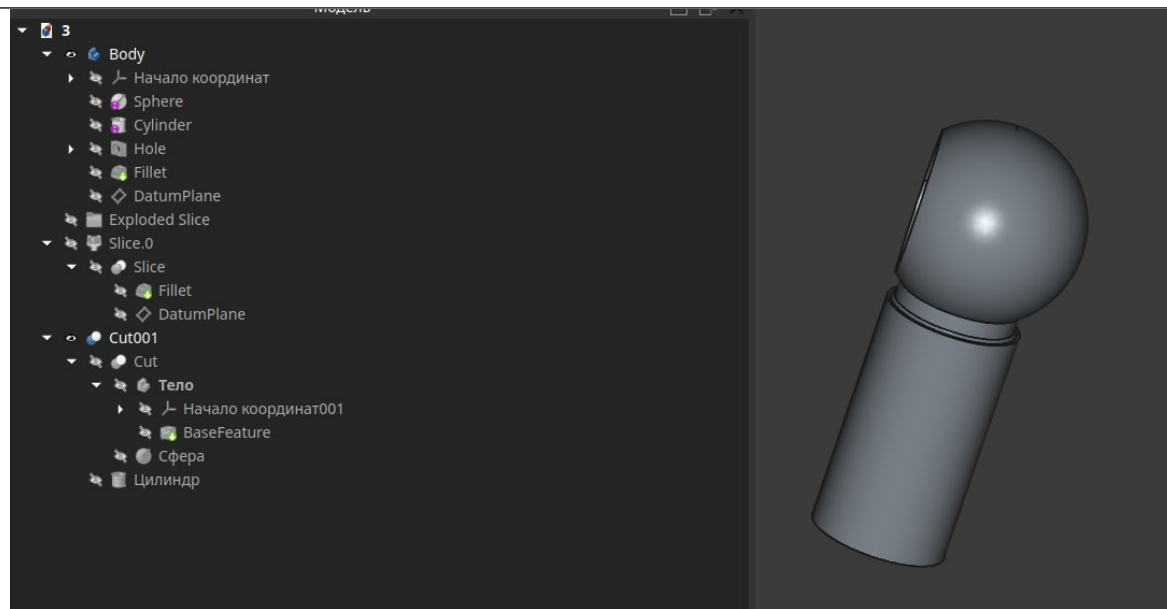 Модель
3
Body
Начало координат
Sphere
Cylinder
Hole
Fillet
DatumPlane
Exploded Slice
Slice.0
Slice
Fillet
DatumPlane
Cut001
Cut
Тело
Начало координат001
BaseFeature
Сфера
Цилиндр